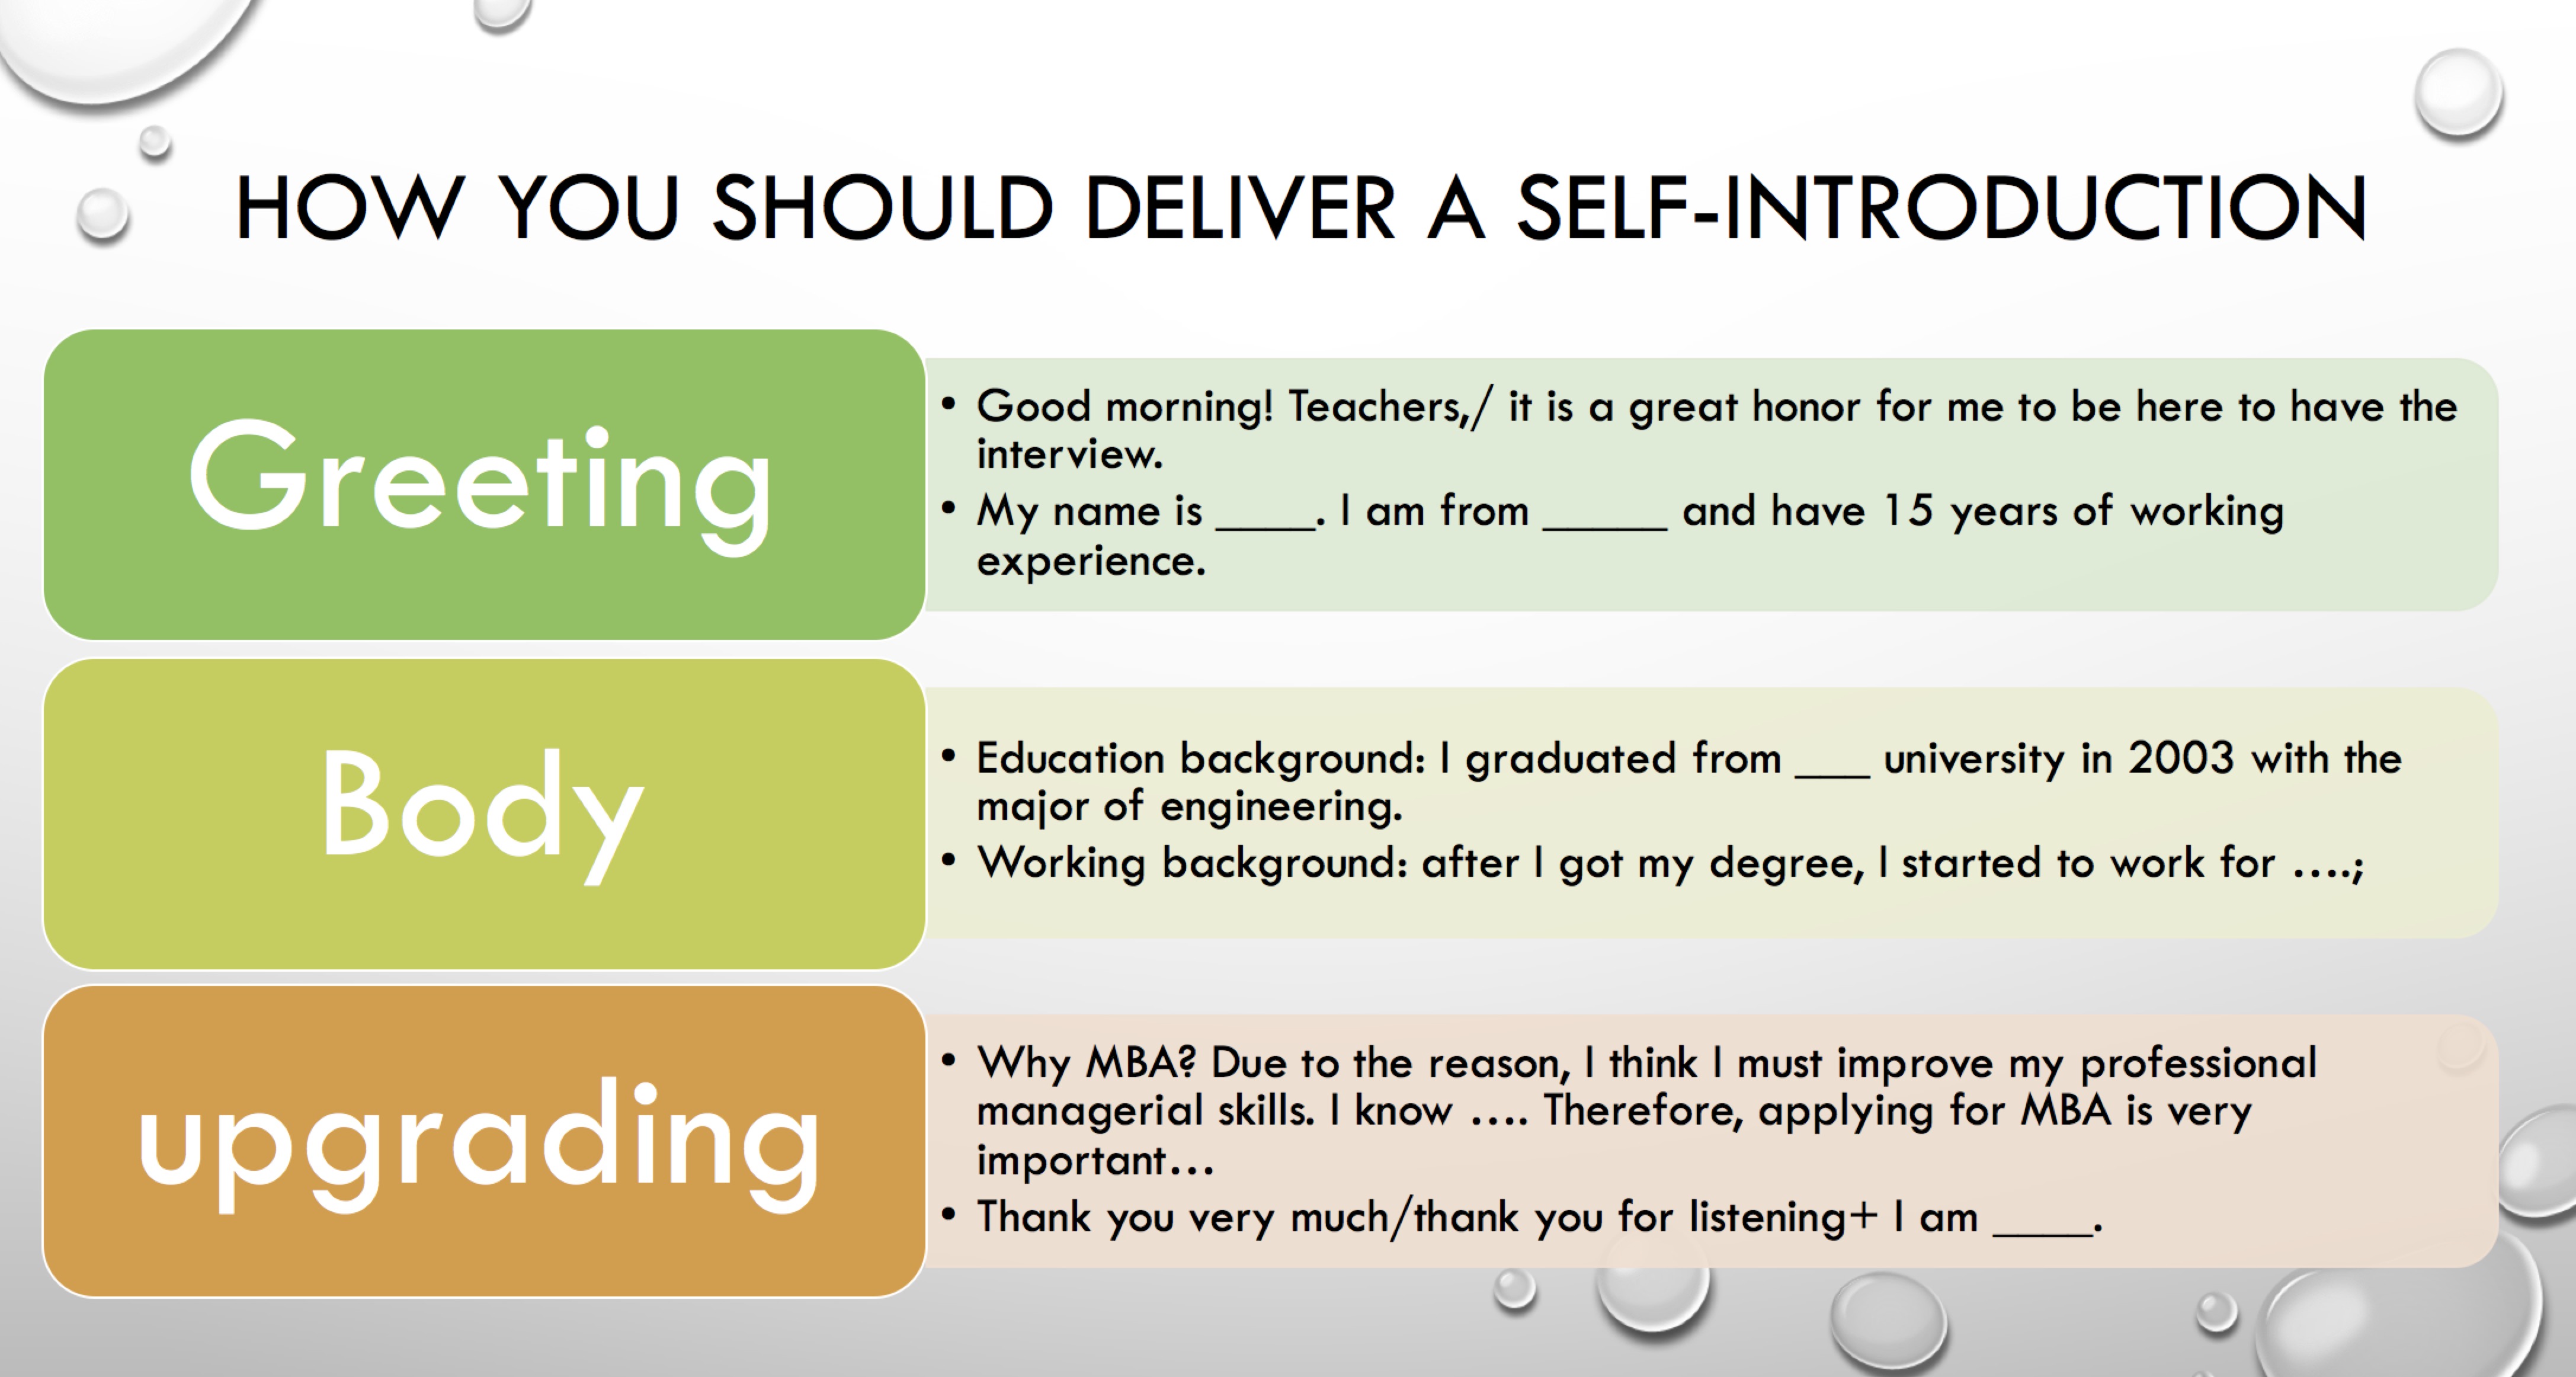 HOW YOU SHOULD DELIVER A SELF-INTRODUCTION
Greeting
• Good morning! Teachers,/ it is a great honor for me to be here to have the
interview.
• My name is ____. I am from _____ and have 15 years of working
experience.
Body
• Education background: I graduated from ___ university in 2003 with the
major of engineering.
• Working background: after I got my degree, I started to work for ….;
upgrading
• Why MBA? Due to the reason, I think I must improve my professional
managerial skills. I know …. Therefore, applying for MBA is very
important…
• Thank you very much/thank you for listening+ I am ____.